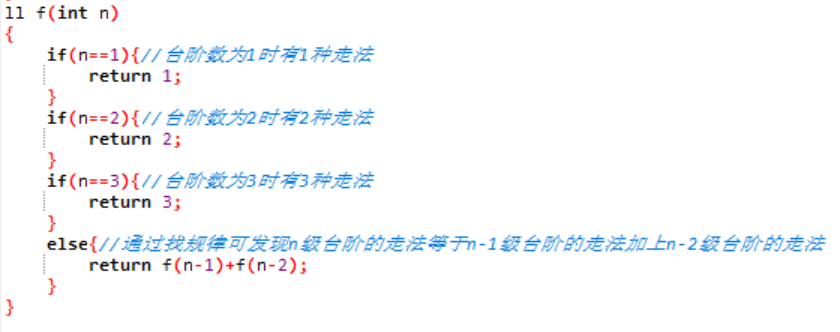 ll f(int n)
{
    if(n==1){//台阶数为1时有1种走法
        return 1;
    }
    if(n==2){//台阶数为2时有2种走法
        return 2;
    }
    if(n==3){//台阶数为3时有3种走法
        return 3;
    }
    else{//通过找规律可发现n级台阶的走法等于n-1级台阶的走法加上n-2级台阶的走法
        return f(n-1)+f(n-2);
    }
}